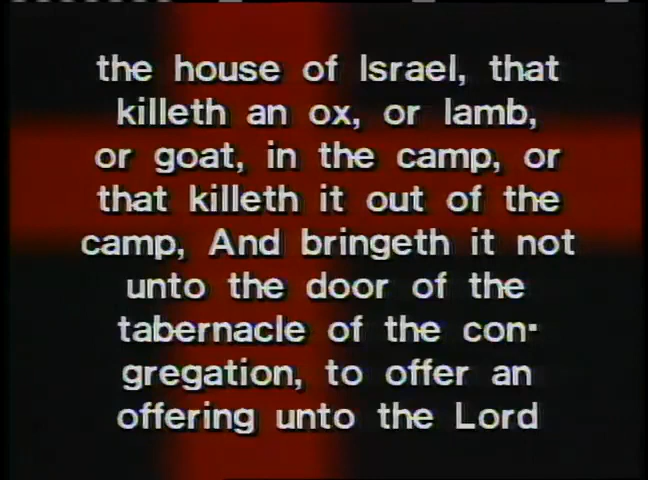 the house of Israel, that
killeth an ox, or lamb,
or goat, in the camp, or
that killeth it out of the
camp, And bringeth it not
unto the door of the
tabernacle of the con-
gregation, to offer an
offering unto the Lord